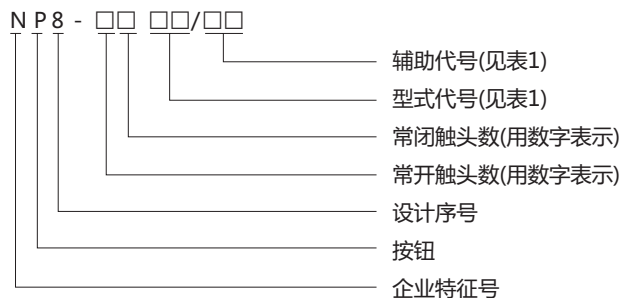 NP8-□□ □□/□□
辅助代号(见表1)
型式代号(见表1)
常闭触头数(用数字表示)
常开触头数(用数字表示)
设计序号
按钮
企业特征号